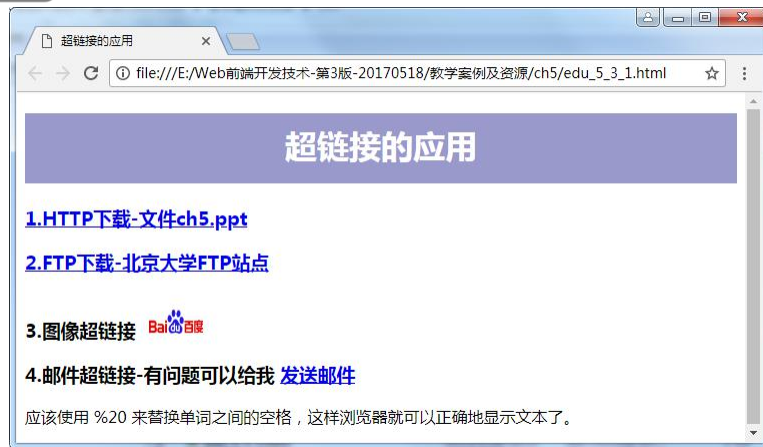 超链接的应用
file:///E:/Web前端开发技术-第3版-20170518/教学案例及资源/ch5/edu_5_3_1.html
超链接的应用
1.HTTP下载-文件ch5.ppt
2.FTP下载-北京大学FTP站点
3.图像超链接 Bai du 百度
4.邮件超链接-有问题可以给我 发送邮件
应该使用 %20 来替换单词之间的空格，这样浏览器就可以正确地显示文本了。